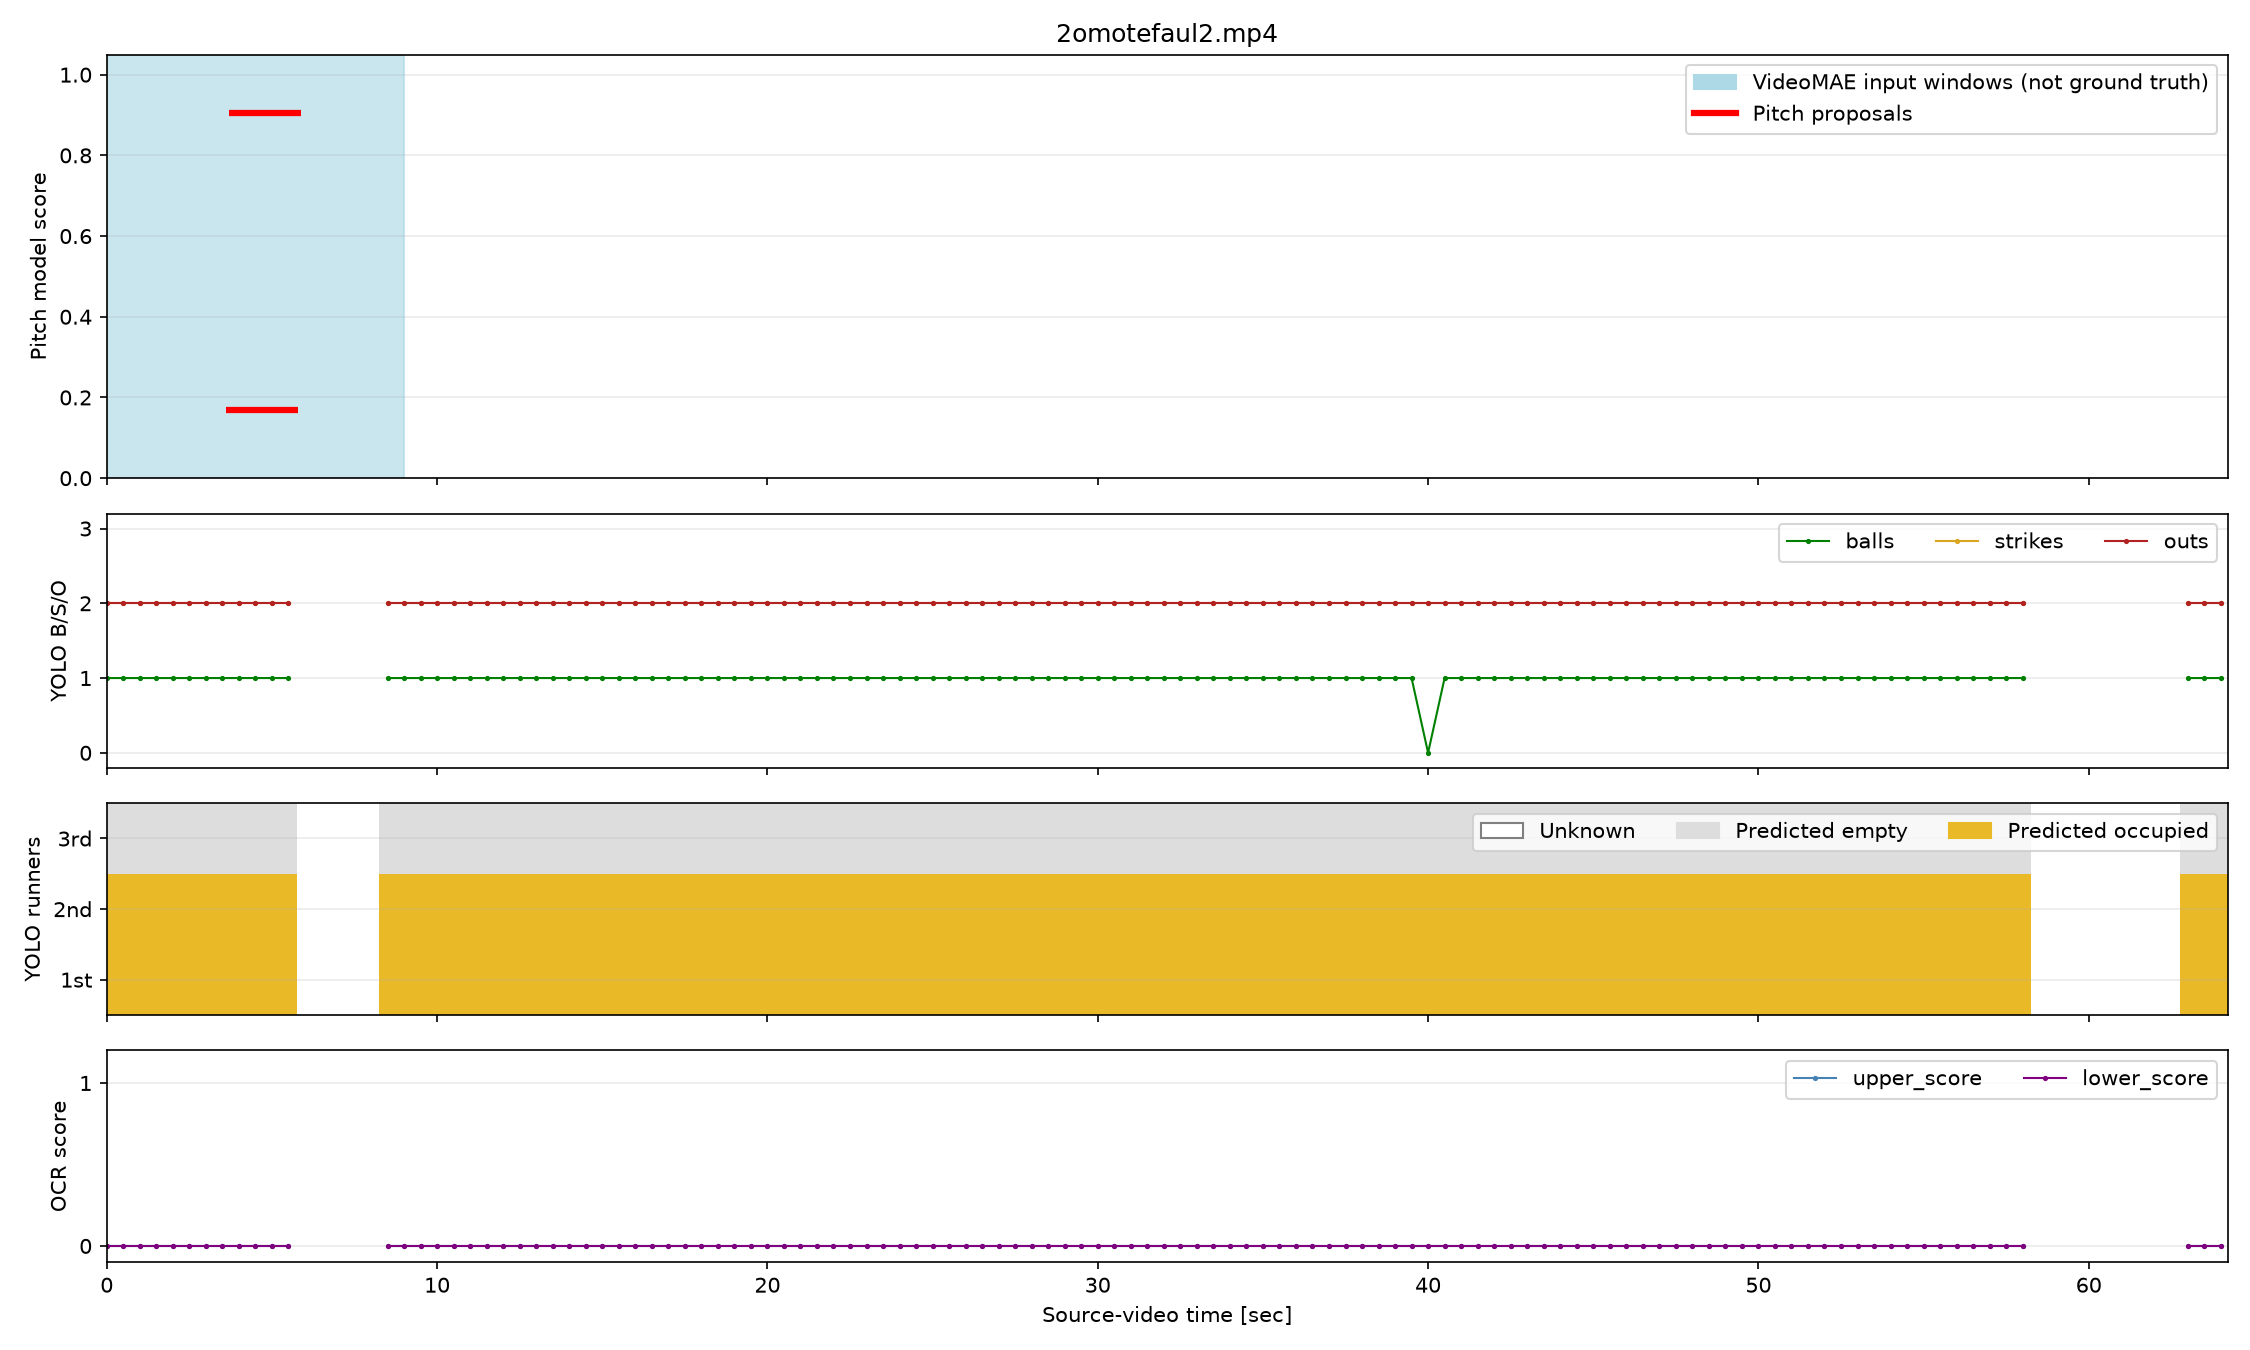 2omotefaul2.mp4
Pitch model score
1.0
0.8
0.6
0.4
0.2
0.0
VideoMAE input windows (not ground truth)
Pitch proposals
YOLO B/S/O
3
2
1
0
balls strikes outs
YOLO runners
3rd
2nd
1st
Unknown Predicted empty Predicted occupied
OCR score
1
0
upper_score lower_score
0 10 20 30 40 50 60
Source-video time [sec]